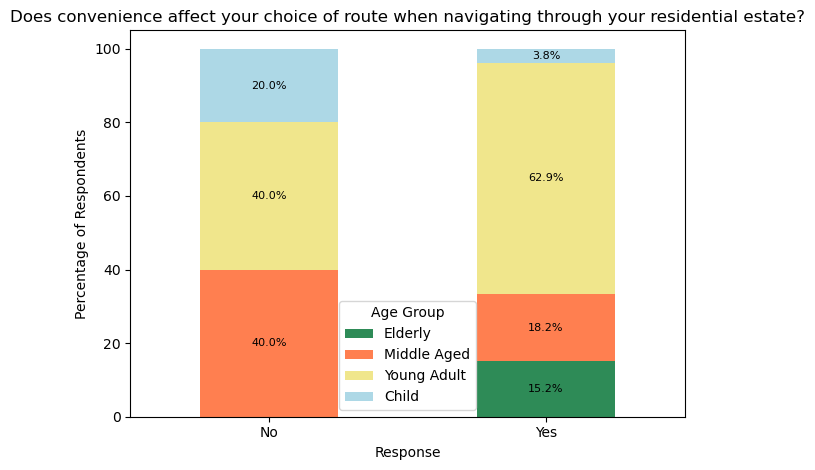 Does convenience affect your choice of route when navigating through your residential estate?
Percentage of Respondents
100
80
60
40
20
0
20.0%
40.0%
40.0%
3.8%
62.9%
18.2%
15.2%
Age Group
Elderly
Middle Aged
Young Adult
Child
No
Yes
Response